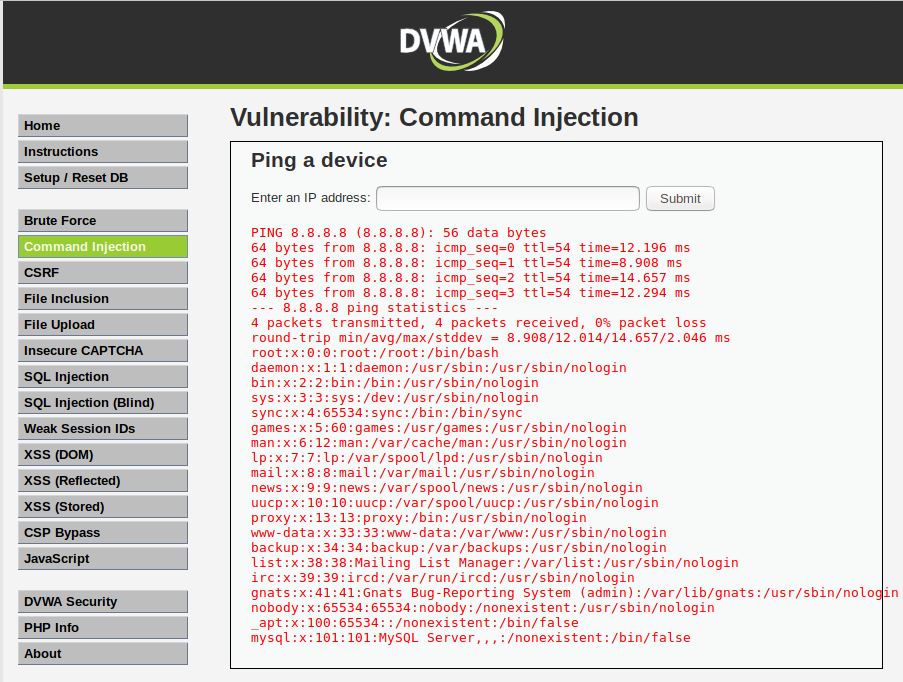 DVWA
Home
Instructions
Setup / Reset DB
Brute Force
Command Injection
CSRF
File Inclusion
File Upload
Insecure CAPTCHA
SQL Injection
SQL Injection (Blind)
Weak Session IDs
XSS (DOM)
XSS (Reflected)
XSS (Stored)
CSP Bypass
JavaScript
DVWA Security
PHP Info
About
Vulnerability: Command Injection
Ping a device
Enter an IP address: Submit
PING 8.8.8.8 (8.8.8.8): 56 data bytes
64 bytes from 8.8.8.8: icmp_seq=0 ttl=54 time=12.196 ms
64 bytes from 8.8.8.8: icmp_seq=1 ttl=54 time=8.908 ms
64 bytes from 8.8.8.8: icmp_seq=2 ttl=54 time=14.657 ms
64 bytes from 8.8.8.8: icmp_seq=3 ttl=54 time=12.294 ms
--- 8.8.8.8 ping statistics ---
4 packets transmitted, 4 packets received, 0% packet loss
round-trip min/avg/max/stddev = 8.908/12.014/14.657/2.046 ms
root:x:0:0:root:/root:/bin/bash
daemon:x:1:1:daemon:/usr/sbin:/usr/sbin/nologin
bin:x:2:2:bin:/bin:/usr/sbin/nologin
sys:x:3:3:sys:/dev:/usr/sbin/nologin
sync:x:4:65534:sync:/bin:/bin/sync
games:x:5:60:games:/usr/games:/usr/sbin/nologin
man:x:6:12:man:/var/cache/man:/usr/sbin/nologin
lp:x:7:7:lp:/var/spool/lpd:/usr/sbin/nologin
mail:x:8:8:mail:/var/mail:/usr/sbin/nologin
news:x:9:9:news:/var/spool/news:/usr/sbin/nologin
uucp:x:10:10:uucp:/var/spool/uucp:/usr/sbin/nologin
proxy:x:13:13:proxy:/bin:/usr/sbin/nologin
www-data:x:33:33:www-data:/var/www:/usr/sbin/nologin
backup:x:34:34:backup:/var/backups:/usr/sbin/nologin
list:x:38:38:Mailing List Manager:/var/list:/usr/sbin/nologin
irc:x:39:39:ircd:/var/run/ircd:/usr/sbin/nologin
gnats:x:41:41:Gnats Bug-Reporting System (admin):/var/lib/gnats:/usr/sbin/nologin
nobody:x:65534:65534:nobody:/nonexistent:/usr/sbin/nologin
_apt:x:100:65534::/nonexistent:/bin/false
mysql:x:101:101:MySQL Server,,,:/nonexistent:/bin/false